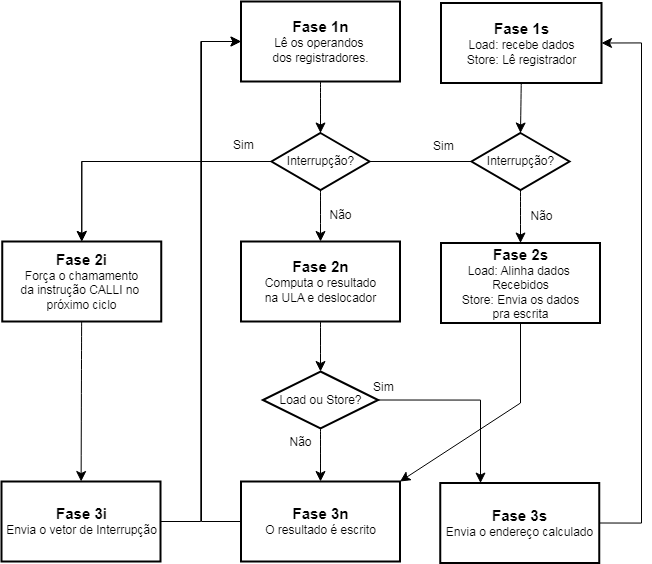 Fase 1n
Lê os operandos
dos registradores.
Fase 1s
Load: recebe dados
Store: Lê registrador
Sim
Interrupção?
Sim
Interrupção?
Não
Não
Fase 2i
Força o chamamento
da instrução CALLI no
próximo ciclo
Fase 2n
Computa o resultado
na ULA e deslocador
Fase 2s
Load: Alinha dados
Recebidos
Store: Envia os dados
pra escrita
Load ou Store?
Sim
Não
Fase 3i
Envia o vetor de Interrupção
Fase 3n
O resultado é escrito
Fase 3s
Envia o endereço calculado